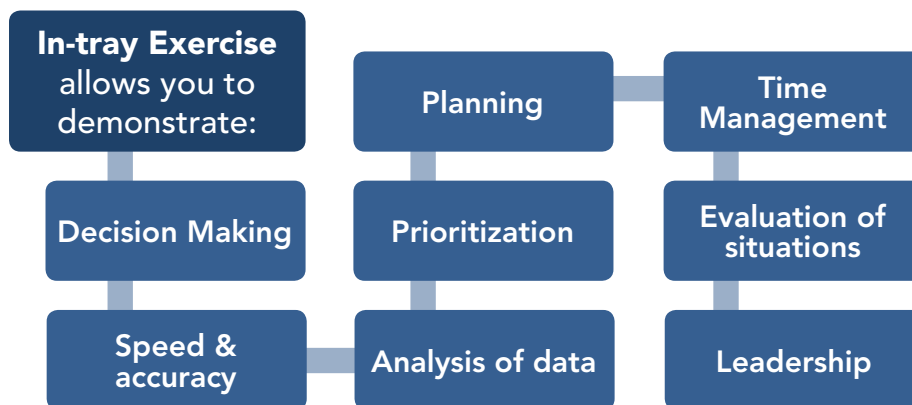 In-tray Exercise
allows you to
demonstrate:
Decision Making
Speed &
accuracy
Analysis of data
Prioritization
Planning
Time
Management
Evaluation of
situations
Leadership